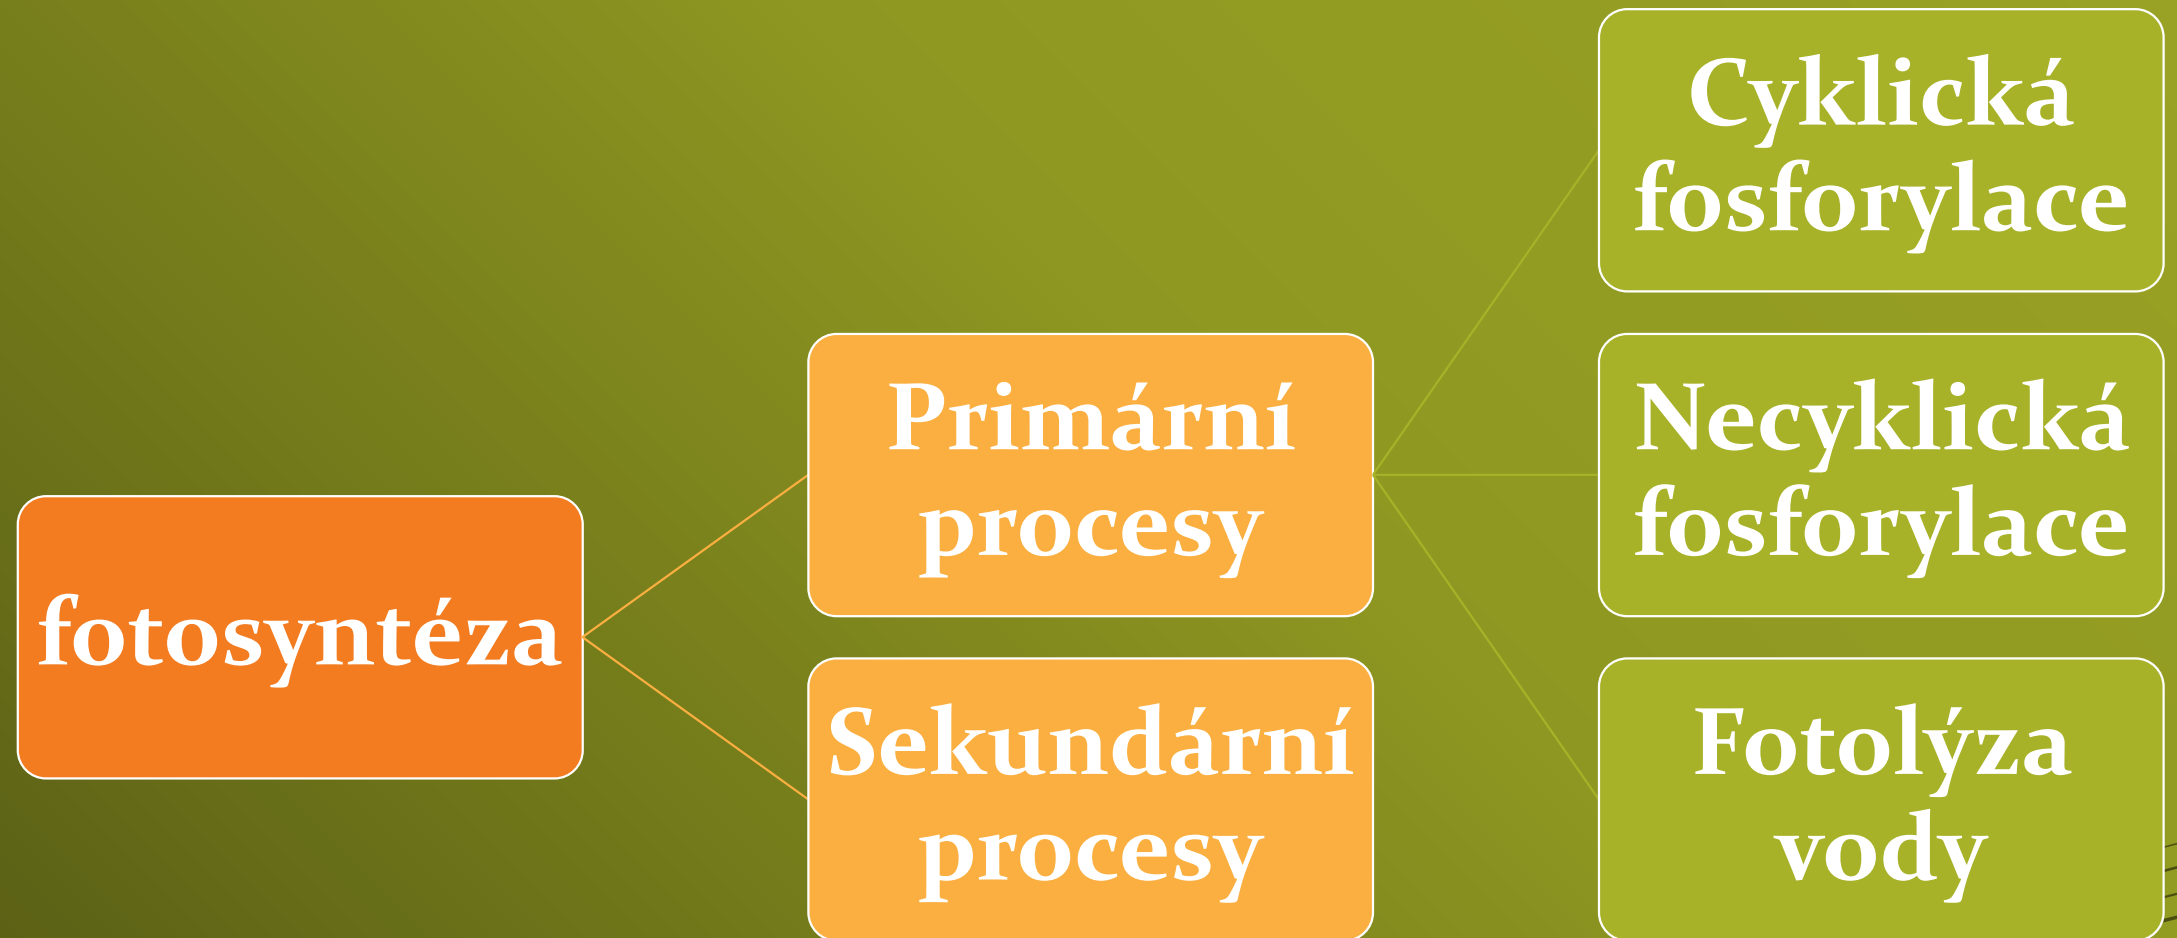 fotosyntéza
Primární
procesy
Sekundární
procesy
Cyklická
fosforylace
Necyklická
fosforylace
Fotolýza
vody